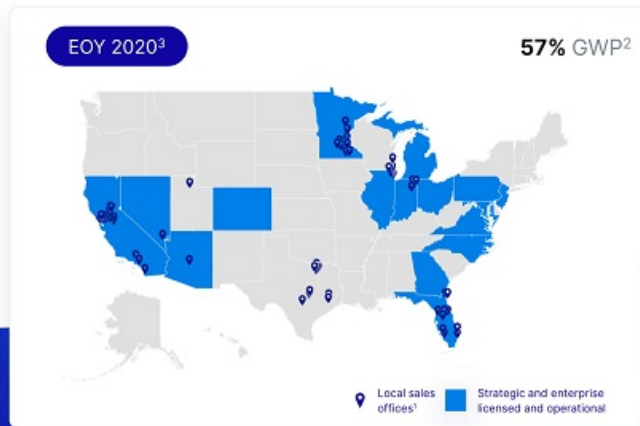 EOY 2020³
57% GWP²
Local sales
offices¹
Strategic and enterprise
licensed and operational